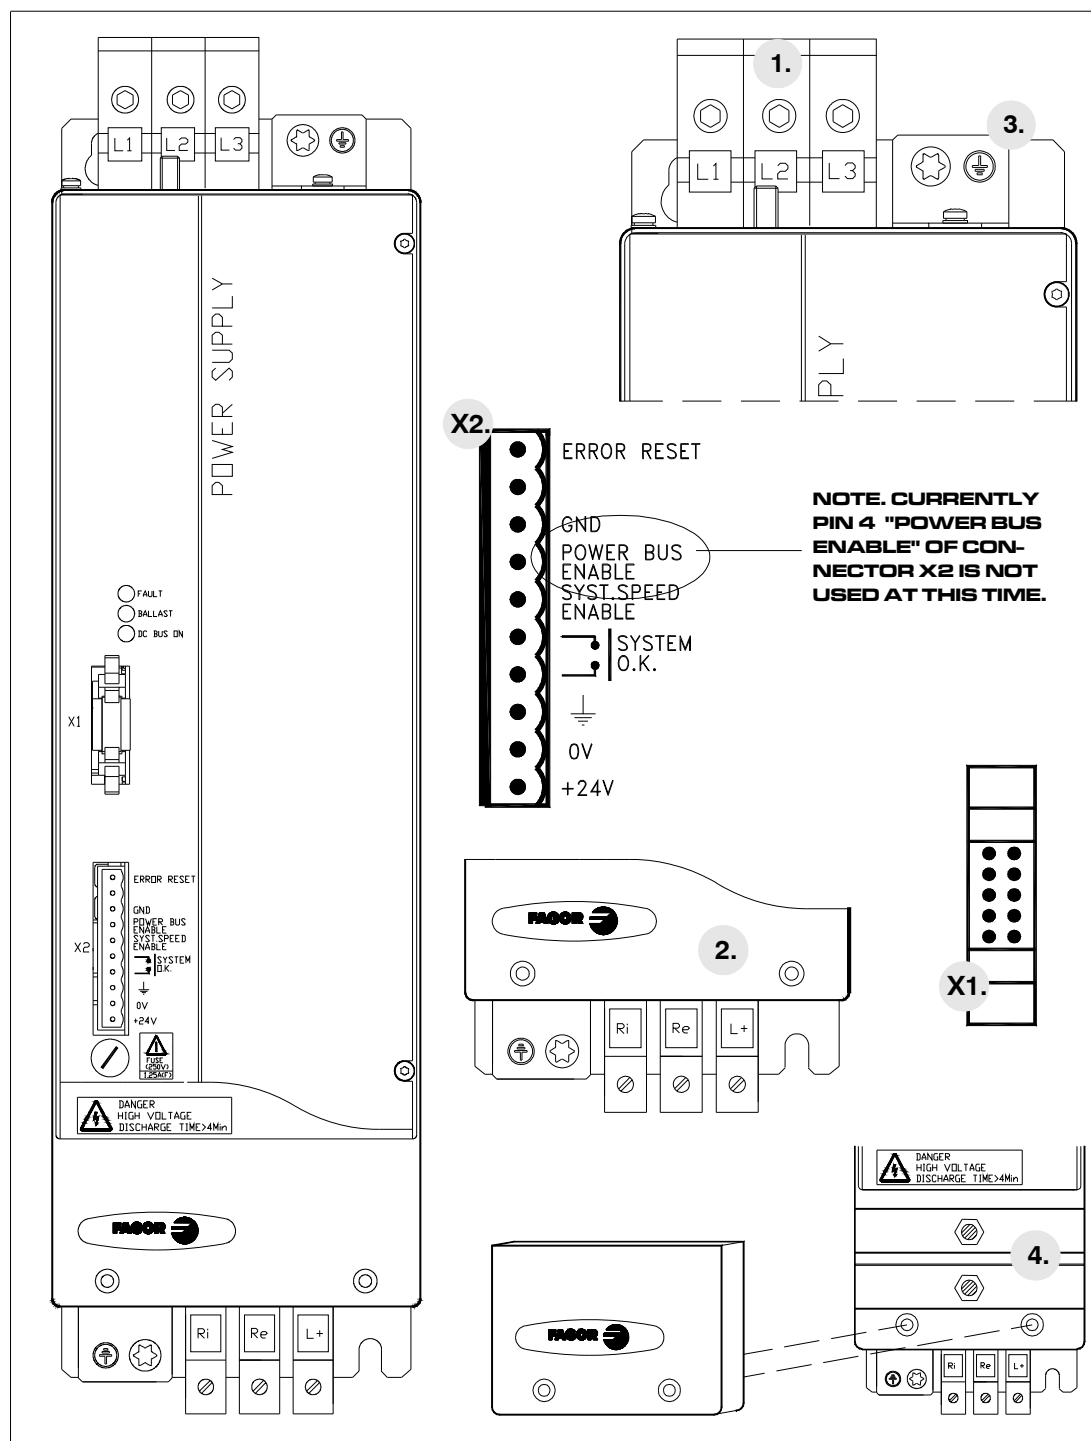 L1 L2 L3
POWER SUPPLY
FAULT
BALLAST
DC BUS ON
X1
X2
ERROR RESET
GND
POWER BUS
ENABLE
SYST.SPEED
ENABLE
SYSTEM
O.K.
0V
+24V
FUSE
(250V)
1.25A(F)
DANGER
HIGH VOLTAGE
DISCHARGE TIME>4Min
FAGOR
Ri Re L+
1.
3.
L1 L2 L3
PLY
X2.
ERROR RESET
GND
POWER BUS
ENABLE
SYST.SPEED
ENABLE
SYSTEM
O.K.
0V
+24V
NOTE. CURRENTLY
PIN 4 "POWER BUS
ENABLE" OF CON-
NECTOR X2 IS NOT
USED AT THIS TIME.
FAGOR
2.
Ri Re L+
X1.
FAGOR
DANGER
HIGH VOLTAGE
DISCHARGE TIME>4Min
4.
Ri Re L+